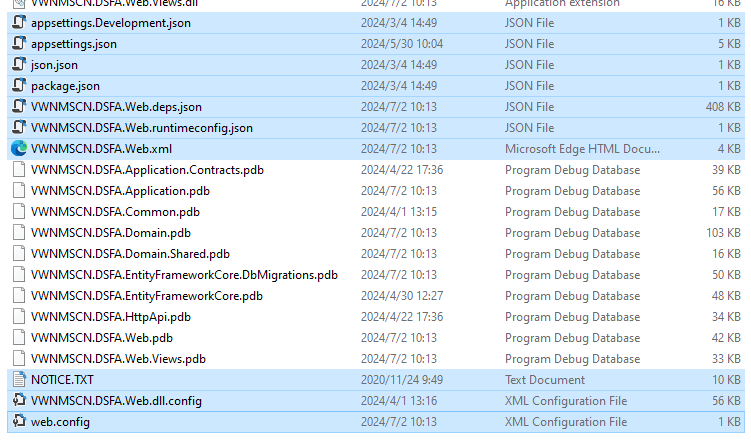 VWNMSCN.DSFA.Web.Views.dll 2024/7/2 10:13 Application extension 16 KB
appsettings.Development.json 2024/3/4 14:49 JSON File 1 KB
appsettings.json 2024/5/30 10:04 JSON File 5 KB
json.json 2024/3/4 14:49 JSON File 1 KB
package.json 2024/3/4 14:49 JSON File 1 KB
VWNMSCN.DSFA.Web.deps.json 2024/7/2 10:13 JSON File 408 KB
VWNMSCN.DSFA.Web.runtimeconfig.json 2024/7/2 10:13 JSON File 1 KB
VWNMSCN.DSFA.Web.xml 2024/7/2 10:13 Microsoft Edge HTML Docu... 4 KB
VWNMSCN.DSFA.Application.Contracts.pdb 2024/4/22 17:36 Program Debug Database 39 KB
VWNMSCN.DSFA.Application.pdb 2024/7/2 10:13 Program Debug Database 56 KB
VWNMSCN.DSFA.Common.pdb 2024/4/1 13:15 Program Debug Database 17 KB
VWNMSCN.DSFA.Domain.pdb 2024/7/2 10:13 Program Debug Database 103 KB
VWNMSCN.DSFA.Domain.Shared.pdb 2024/7/2 10:13 Program Debug Database 16 KB
VWNMSCN.DSFA.EntityFrameworkCore.DbMigrations.pdb 2024/7/2 10:13 Program Debug Database 50 KB
VWNMSCN.DSFA.EntityFrameworkCore.pdb 2024/4/30 12:27 Program Debug Database 48 KB
VWNMSCN.DSFA.HttpApi.pdb 2024/4/22 17:36 Program Debug Database 34 KB
VWNMSCN.DSFA.Web.pdb 2024/7/2 10:13 Program Debug Database 42 KB
VWNMSCN.DSFA.Web.Views.pdb 2024/7/2 10:13 Program Debug Database 33 KB
NOTICE.TXT 2020/11/24 9:49 Text Document 10 KB
VWNMSCN.DSFA.Web.dll.config 2024/4/1 13:16 XML Configuration File 56 KB
web.config 2024/7/2 10:13 XML Configuration File 1 KB